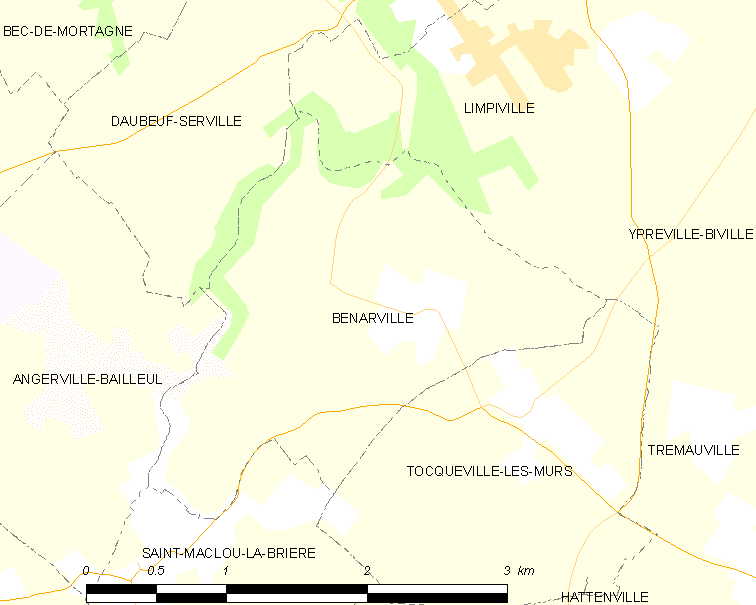 BEC-DE-MORTAGNE
LIMPIVILLE
DAUBEUF-SERVILLE
YPREVILLE-BIVILLE
BENARVILLE
ANGERVILLE-BAILLEUL
TREMAUVILLE
TOCQUEVILLE-LES-MURS
SAINT-MACLOU-LA-BRIERE
0 0.5 1 2 3 km
HATTENVILLE